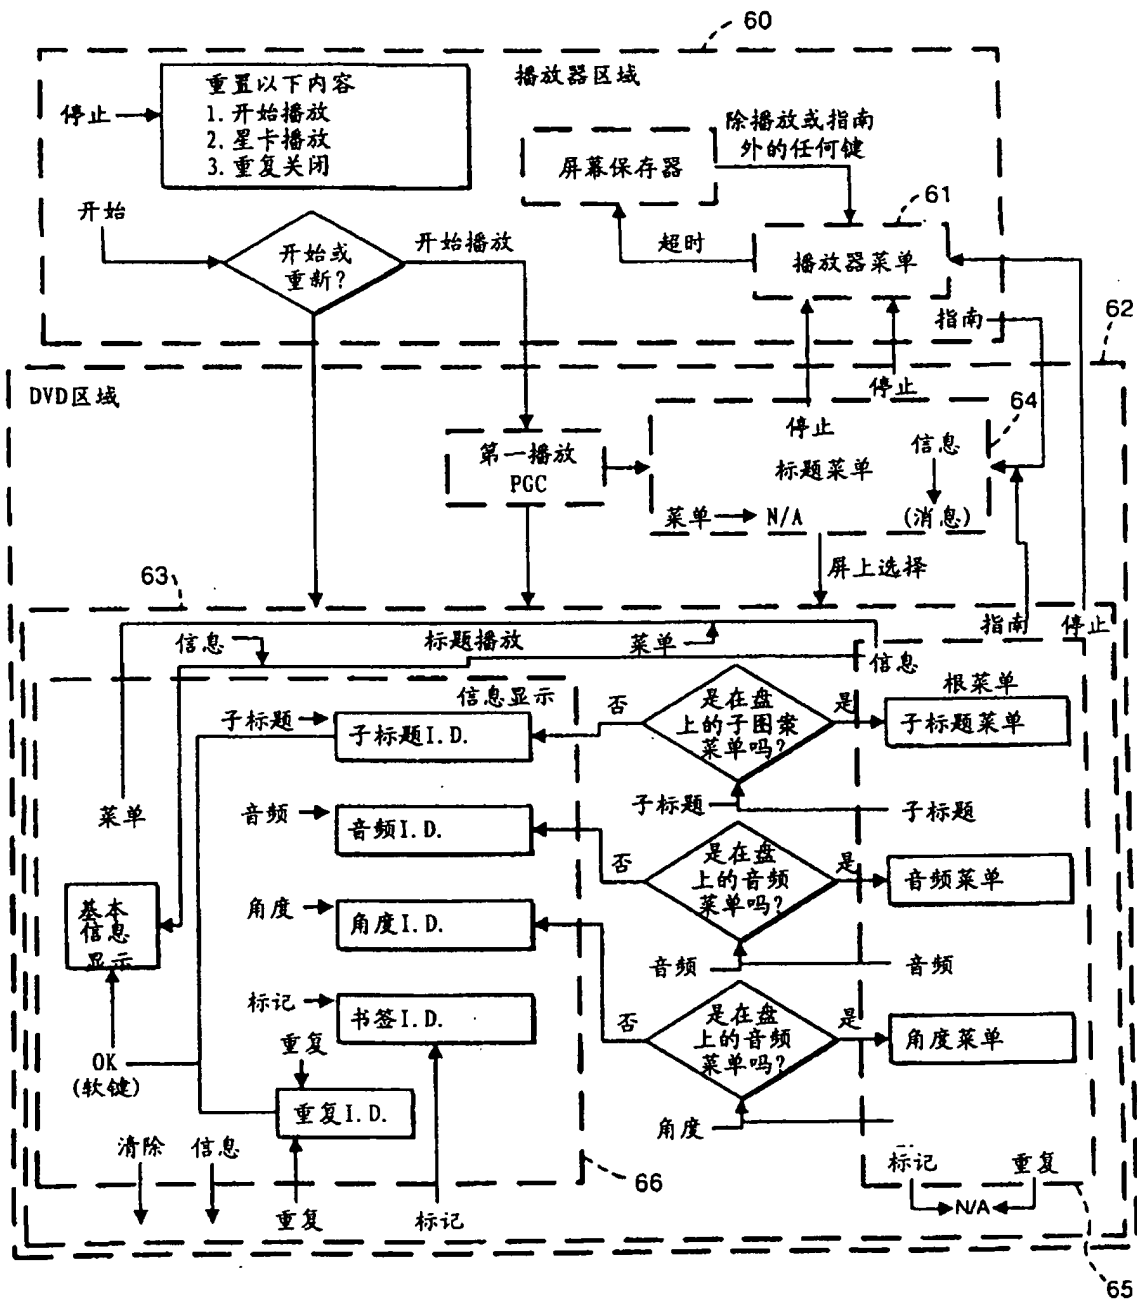 60
播放器区域
停止
重置以下内容
1. 开始播放
2. 星卡播放
3. 重复关闭
屏幕保存器
除播放或指南
外的任何键
61
开始
开始或
重新?
开始播放
超时
播放器菜单
指南
62
DVD区域
停止
64
停止
第一播放
PGC
标题菜单
信息
菜单
N/A
(消息)
屏上选择
63
信息
标题播放
菜单
指南
停止
信息
信息显示
根菜单
子标题
子标题I.D.
否
是在盘
上的子图案
菜单吗?
是
子标题菜单
菜单
音频
音频I.D.
子标题
子标题
否
是在盘
上的音频
菜单吗?
是
音频菜单
基本
信息
显示
角度
角度I.D.
音频
音频
标记
书签I.D.
否
是在盘
上的音频
菜单吗?
是
角度菜单
OK
(软键)
重复
重复I.D.
角度
清除
信息
标记
重复
66
重复
标记
N/A
65